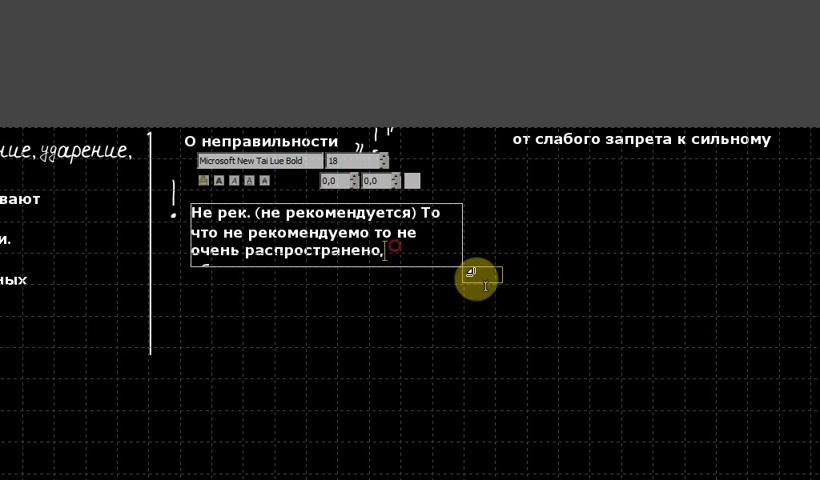 ние, ударение,
О неправильности
от слабого запрета к сильному
Microsoft New Tai Lue Bold 18
0,0 0,0
вают
Не рек. (не рекомендуется) То
что не рекомендуемо то не
очень распространено,
и.
ных